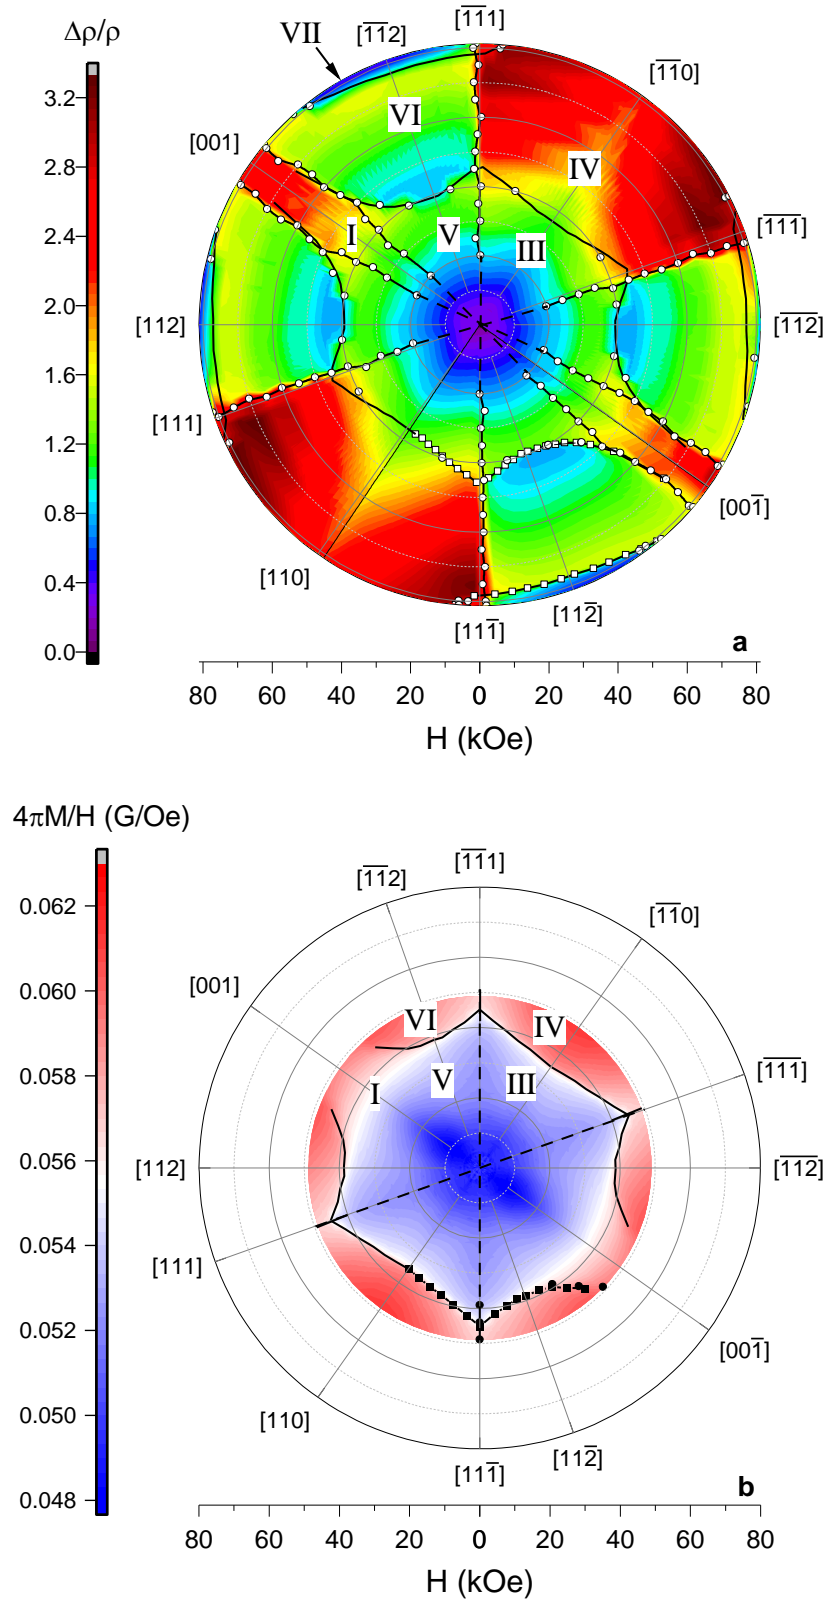 Δρ/ρ
[1̅1̅1]
VII
[1̅1̅2]
[1̅1̅0]
3.2
2.8
2.4
2.0
1.6
1.2
0.8
0.4
0.0
[001]
VI
IV
[1̅1̅1̅]
I
V
III
[112]
[1̅1̅2̅]
[111]
[001̅]
[110]
[112̅]
[111̅]
a
80 60 40 20 0 20 40 60 80
H (kOe)
4πM/H (G/Oe)
[1̅1̅1]
[1̅1̅2]
[1̅1̅0]
0.062
0.060
0.058
0.056
0.054
0.052
0.050
0.048
[001]
VI
IV
[1̅1̅1̅]
I
V
III
[112]
[1̅1̅2̅]
[111]
[001̅]
[110]
[112̅]
[111̅]
b
80 60 40 20 0 20 40 60 80
H (kOe)